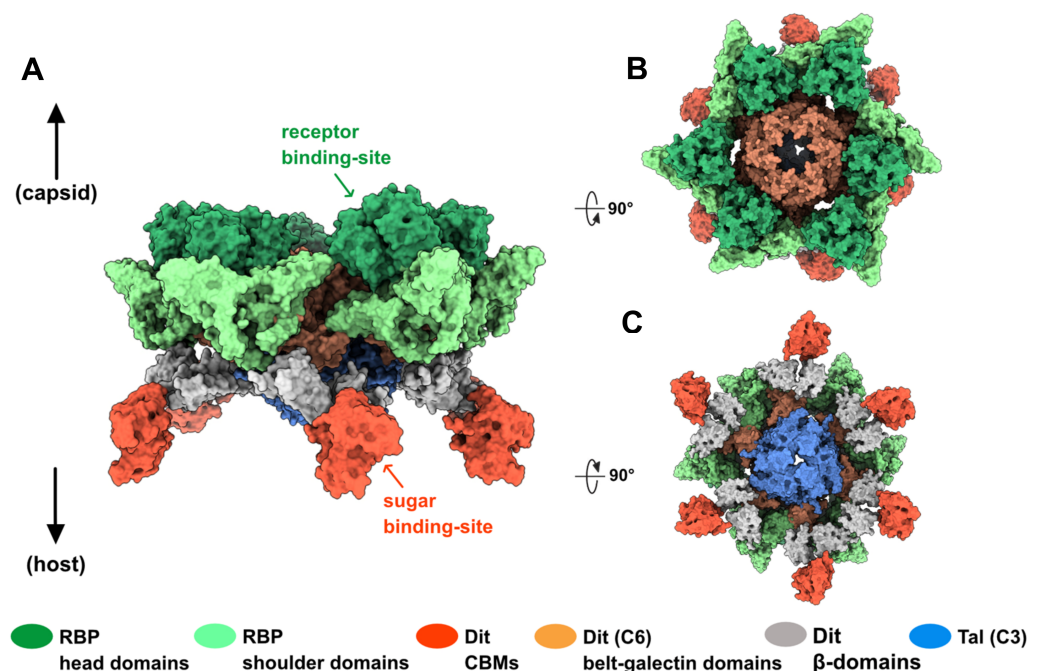 A
B
receptor
binding-site
(capsid)
90°
C
90°
sugar
binding-site
(host)
RBP
head domains
RBP
shoulder domains
Dit
CBMs
Dit (C6)
belt-galectin domains
Dit
β-domains
Tal (C3)